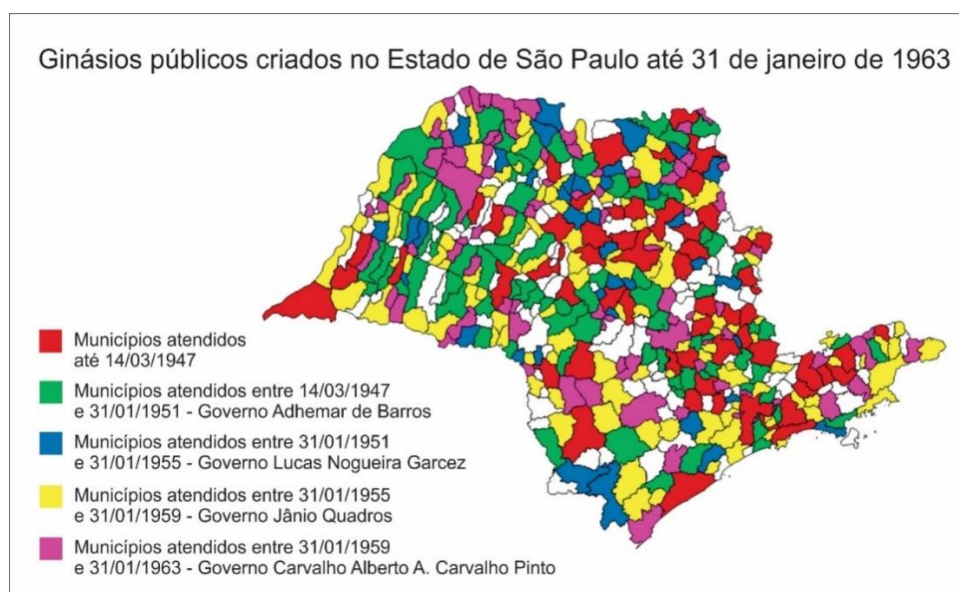 Ginásios públicos criados no Estado de São Paulo até 31 de janeiro de 1963
Municípios atendidos
até 14/03/1947
Municípios atendidos entre 14/03/1947
e 31/01/1951 - Governo Adhemar de Barros
Municípios atendidos entre 31/01/1951
e 31/01/1955 - Governo Lucas Nogueira Garcez
Municípios atendidos entre 31/01/1955
e 31/01/1959 - Governo Jânio Quadros
Municípios atendidos entre 31/01/1959
e 31/01/1963 - Governo Carvalho Alberto A. Carvalho Pinto